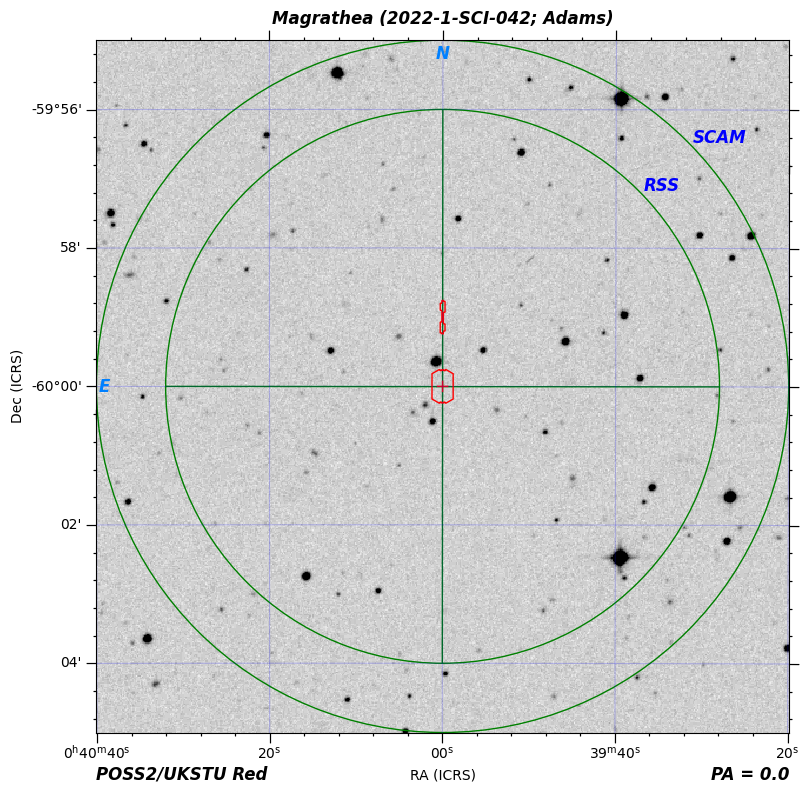 Magrathea (2022-1-SCI-042; Adams)
N
-59°56'
SCAM
RSS
58'
-60°00'
E
02'
04'
0ʰ40ᵐ40ˢ 20ˢ 00ˢ 39ᵐ40ˢ 20ˢ
POSS2/UKSTU Red RA (ICRS) PA = 0.0
Dec (ICRS)